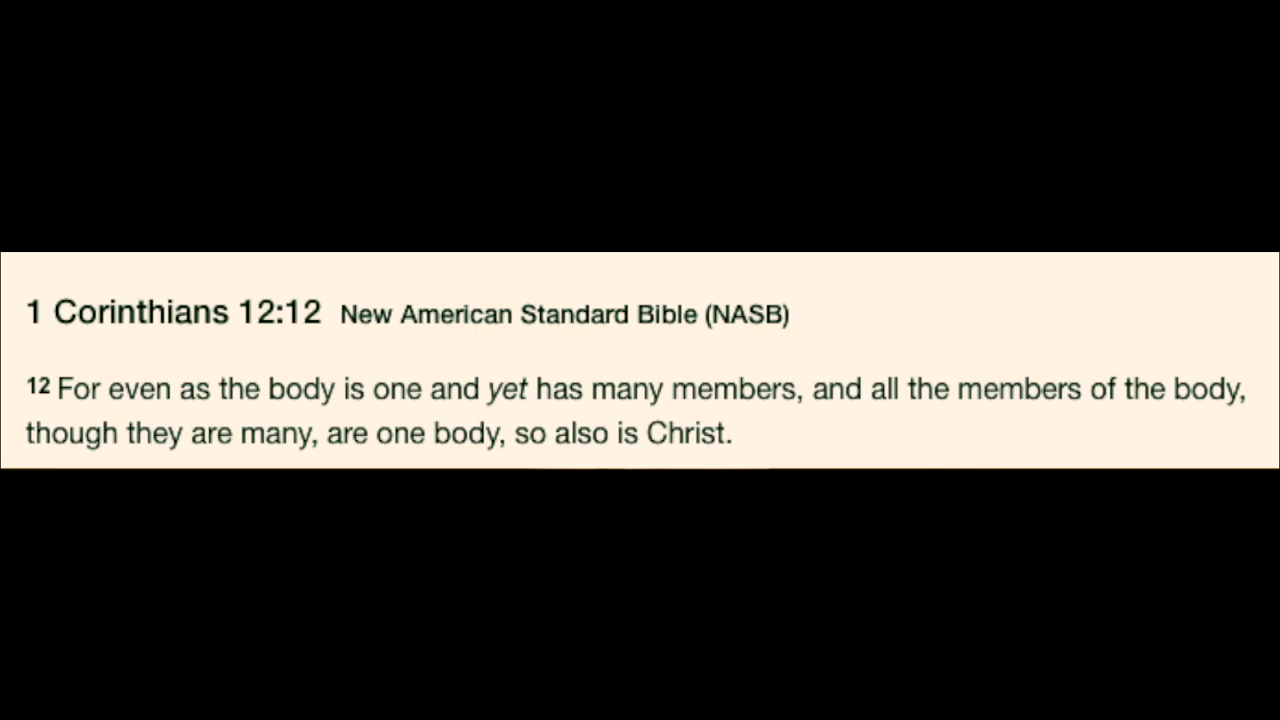 1 Corinthians 12:12 New American Standard Bible (NASB)
12 For even as the body is one and yet has many members, and all the members of the body,
though they are many, are one body, so also is Christ.